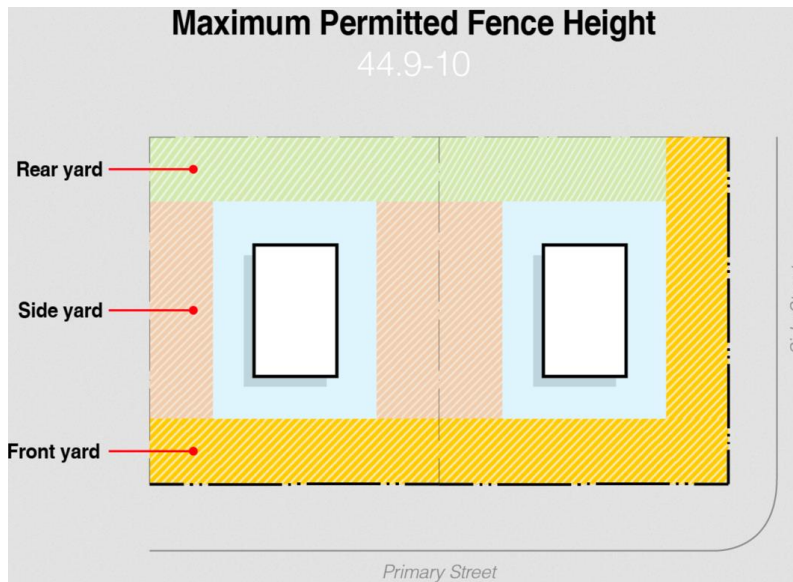 Maximum Permitted Fence Height
44.9-10
Rear yard
Side yard
Front yard
Primary Street